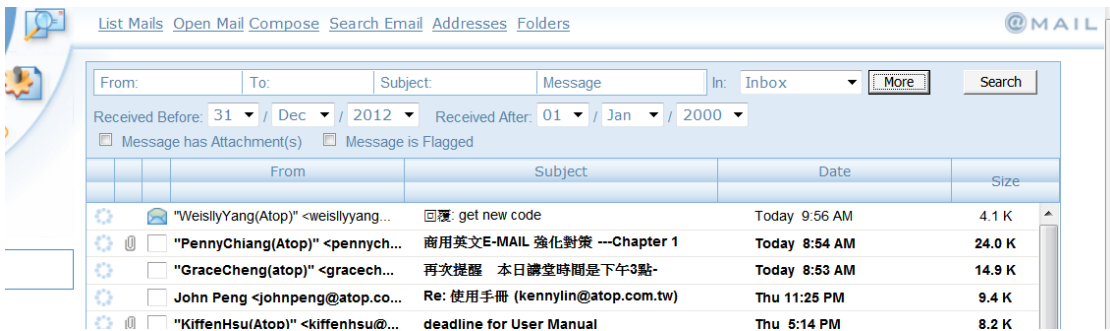 List Mails Open Mail Compose Search Email Addresses Folders @MAIL
From: To: Subject: Message In: Inbox More Search
Received Before: 31 / Dec / 2012 Received After: 01 / Jan / 2000
Message has Attachment(s) Message is Flagged
From Subject Date Size
"WeisllyYang(Atop)" <weisllyyang... 回覆: get new code Today 9:56 AM 4.1 K
"PennyChiang(Atop)" <pennych... 商用英文E-MAIL 強化對策 ---Chapter 1 Today 8:54 AM 24.0 K
"GraceCheng(atop)" <gracech... 再次提醒 本日講堂時間是下午3點- Today 8:53 AM 14.9 K
John Peng <johnpeng@atop.co... Re: 使用手冊 (kennylin@atop.com.tw) Thu 11:25 PM 9.4 K
"KiffenHsu(Atop)" <kiffenhsu@... deadline for User Manual Thu 5:14 PM 8.2 K